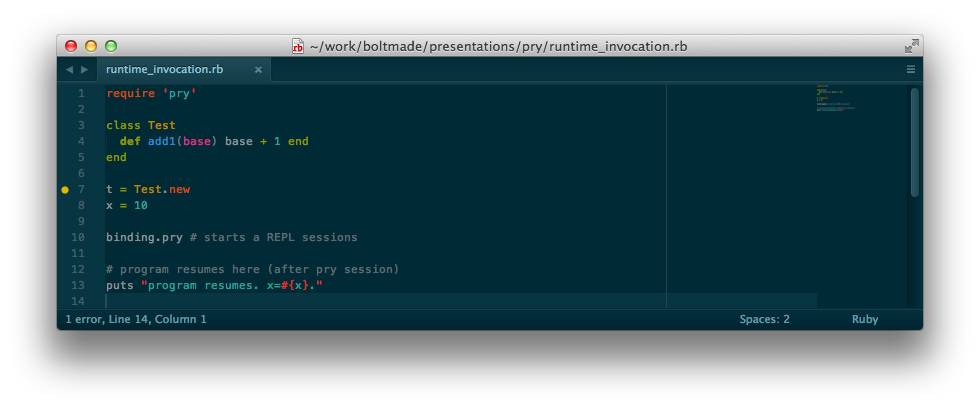 rb ~/work/boltmade/presentations/pry/runtime_invocation.rb
runtime_invocation.rb ×
1 require 'pry'
2
3 class Test
4   def add1(base) base + 1 end
5 end
6
7 t = Test.new
8 x = 10
9
10 binding.pry # starts a REPL sessions
11
12 # program resumes here (after pry session)
13 puts "program resumes. x=#{x}."
14
1 error, Line 14, Column 1 Spaces: 2 Ruby